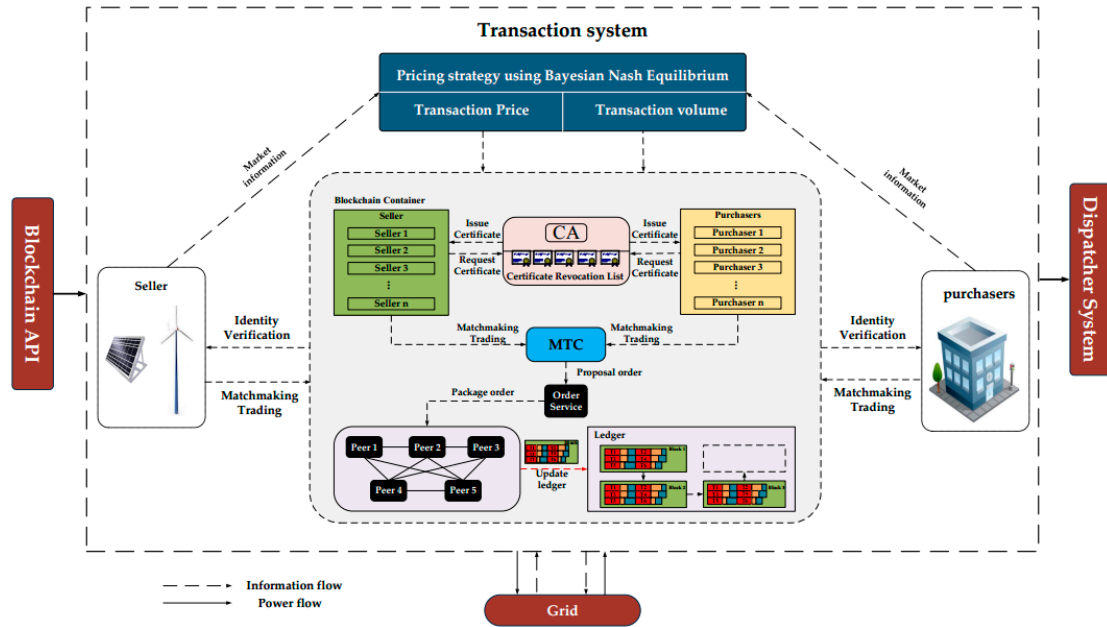 Transaction system
Pricing strategy using Bayesian Nash Equilibrium
Transaction Price
Transaction volume
Market
information
Market
information
Blockchain API
Dispatcher System
Blockchain Container
Seller
Seller 1
Seller 2
Seller 3
⋮
Seller n
Issue
Certificate
Request
Certificate
CA
Certificate Revocation List
Issue
Certificate
Request
Certificate
Purchasers
Purchaser 1
Purchaser 2
Purchaser 3
⋮
Purchaser n
Seller
Identity
Verification
Matchmaking
Trading
purchasers
Identity
Verification
Matchmaking
Trading
Matchmaking
Trading
MTC
Matchmaking
Trading
Proposal order
Order
Service
Package order
Peer 1
Peer 2
Peer 3
Peer 4
Peer 5
Update
ledger
Ledger
Block 1
Block 2
Block 3
Information flow
Power flow
Grid